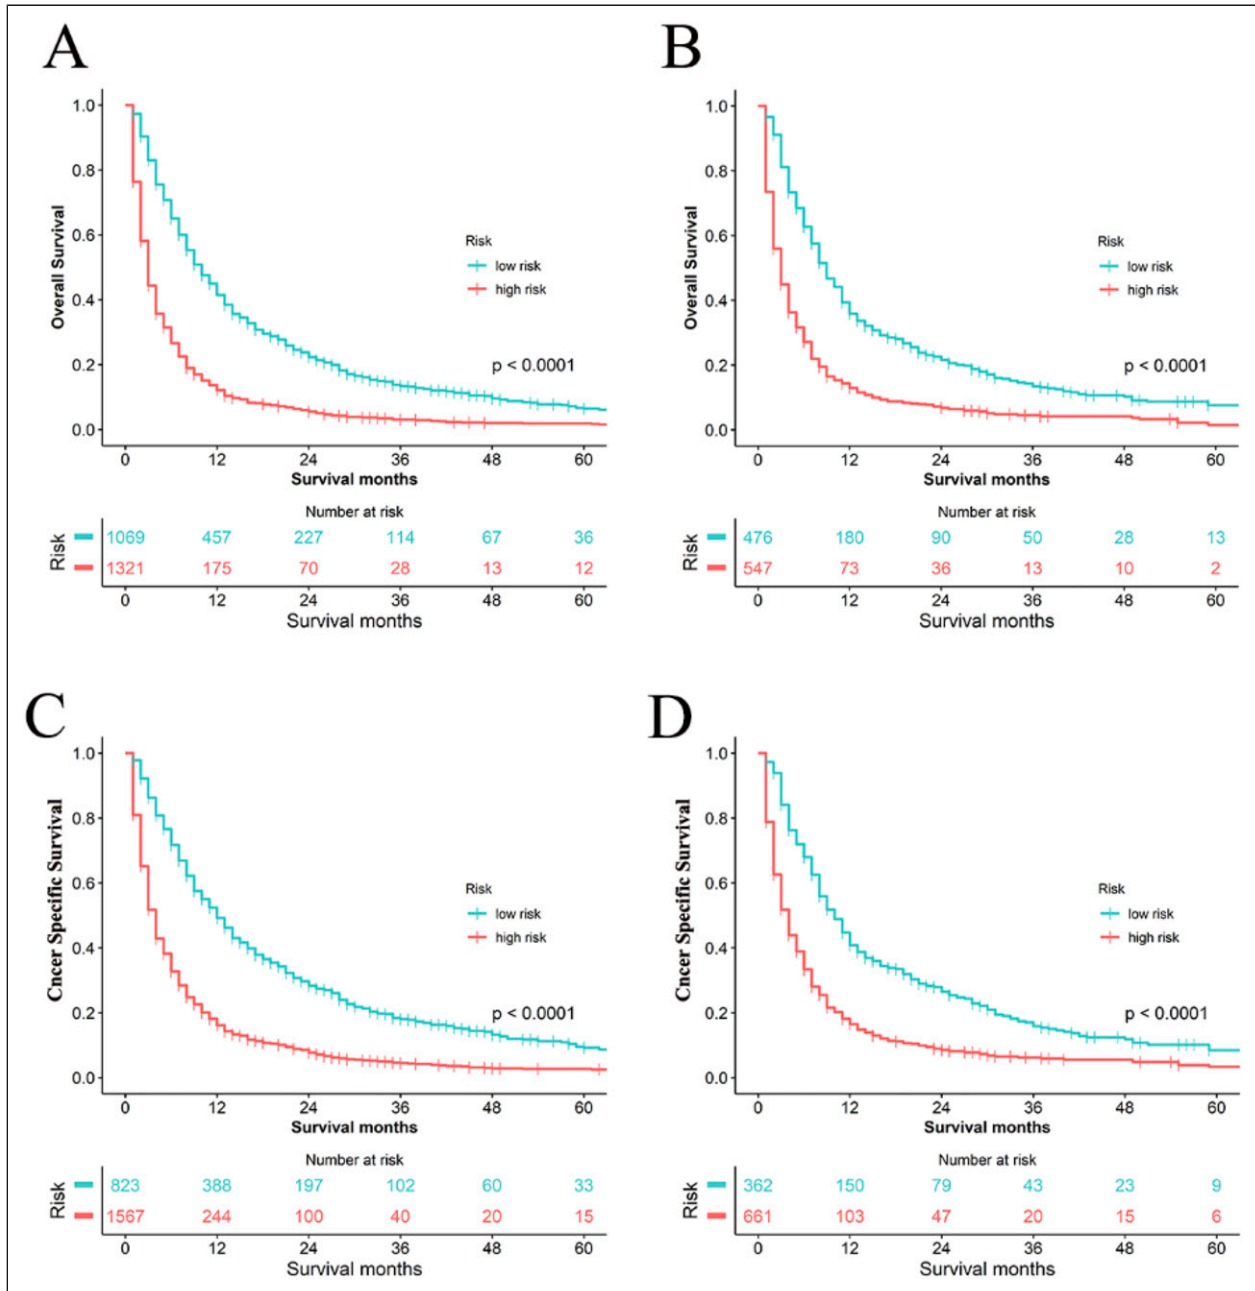 A
1.0
0.8
0.6
0.4
0.2
0.0
Overall Survival
Risk
low risk
high risk
p < 0.0001
0 12 24 36 48 60
Survival months
Number at risk
Risk
1069 457 227 114 67 36
1321 175 70 28 13 12
0 12 24 36 48 60
Survival months
B
1.0
0.8
0.6
0.4
0.2
0.0
Overall Survival
Risk
low risk
high risk
p < 0.0001
0 12 24 36 48 60
Survival months
Number at risk
Risk
476 180 90 50 28 13
547 73 36 13 10 2
0 12 24 36 48 60
Survival months
C
1.0
0.8
0.6
0.4
0.2
0.0
Cncer Specific Survival
Risk
low risk
high risk
p < 0.0001
0 12 24 36 48 60
Survival months
Number at risk
Risk
823 388 197 102 60 33
1567 244 100 40 20 15
0 12 24 36 48 60
Survival months
D
1.0
0.8
0.6
0.4
0.2
0.0
Cncer Specific Survival
Risk
low risk
high risk
p < 0.0001
0 12 24 36 48 60
Survival months
Number at risk
Risk
362 150 79 43 23 9
661 103 47 20 15 6
0 12 24 36 48 60
Survival months